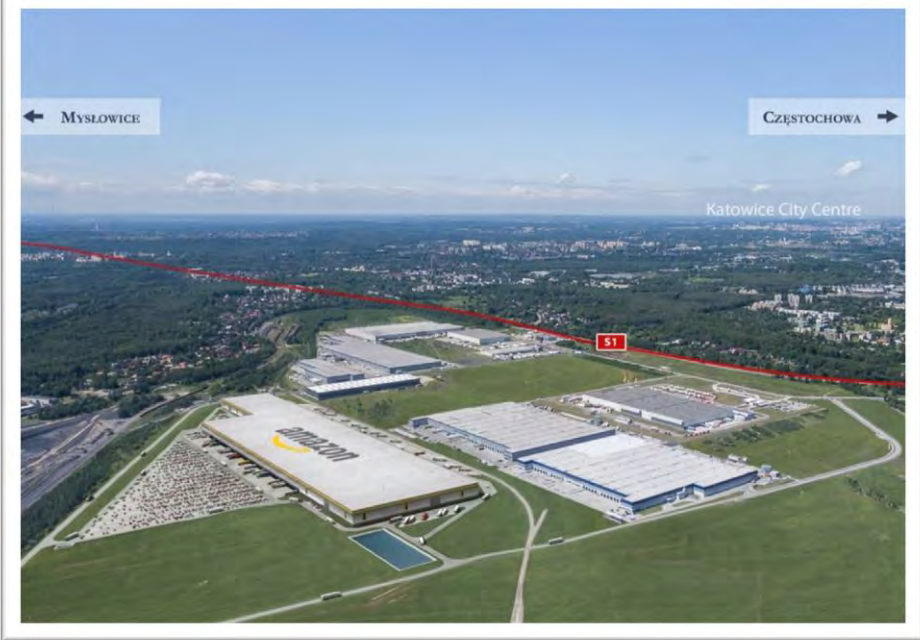 MYSŁOWICE
CZĘSTOCHOWA
Katowice City Centre
S1
amazon